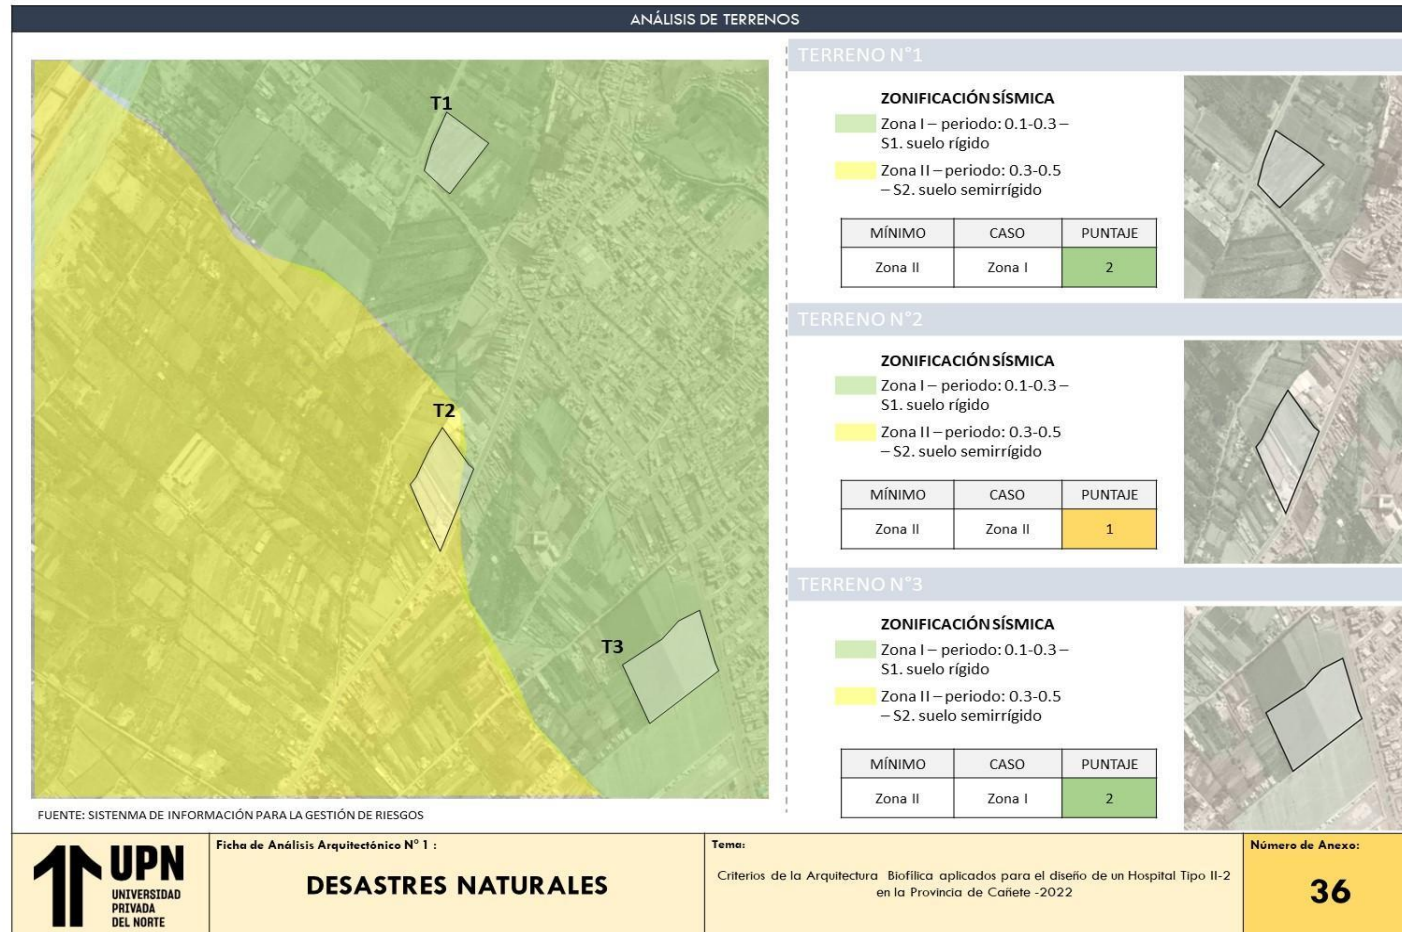 ANÁLISIS DE TERRENOS
T1
T2
T3
FUENTE: SISTENMA DE INFORMACIÓN PARA LA GESTIÓN DE RIESGOS
TERRENO N°1
ZONIFICACIÓN SÍSMICA
Zona I – periodo: 0.1-0.3 –
S1. suelo rígido
Zona II – periodo: 0.3-0.5
– S2. suelo semirrígido
MÍNIMO CASO PUNTAJE
Zona II Zona I 2
TERRENO N°2
ZONIFICACIÓN SÍSMICA
Zona I – periodo: 0.1-0.3 –
S1. suelo rígido
Zona II – periodo: 0.3-0.5
– S2. suelo semirrígido
MÍNIMO CASO PUNTAJE
Zona II Zona II 1
TERRENO N°3
ZONIFICACIÓN SÍSMICA
Zona I – periodo: 0.1-0.3 –
S1. suelo rígido
Zona II – periodo: 0.3-0.5
– S2. suelo semirrígido
MÍNIMO CASO PUNTAJE
Zona II Zona I 2
UPN
UNIVERSIDAD
PRIVADA
DEL NORTE
Ficha de Análisis Arquitectónico N° 1 :
DESASTRES NATURALES
Tema:
Criterios de la Arquitectura Biofílica aplicados para el diseño de un Hospital Tipo II-2
en la Provincia de Cañete -2022
Número de Anexo:
36